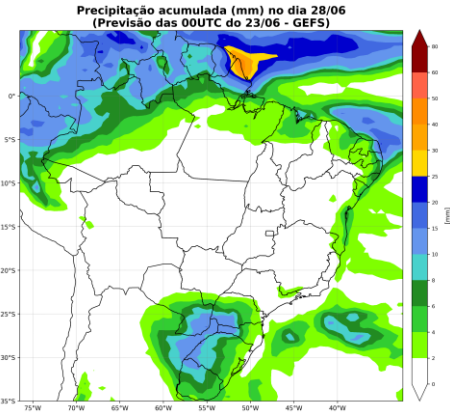 Precipitação acumulada (mm) no dia 28/06
(Previsão das 00UTC do 23/06 - GEFS)
0°
5°S
10°S
15°S
20°S
25°S
30°S
35°S
75°W
70°W
65°W
60°W
55°W
50°W
45°W
40°W
80
60
50
40
30
25
20
15
10
8
6
4
2
0
[mm]